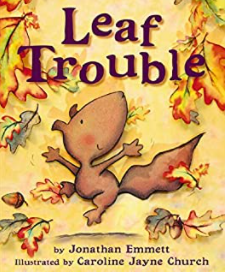 Leaf
Trouble
by Jonathan Emmett
Illustrated by Caroline Jayne Church